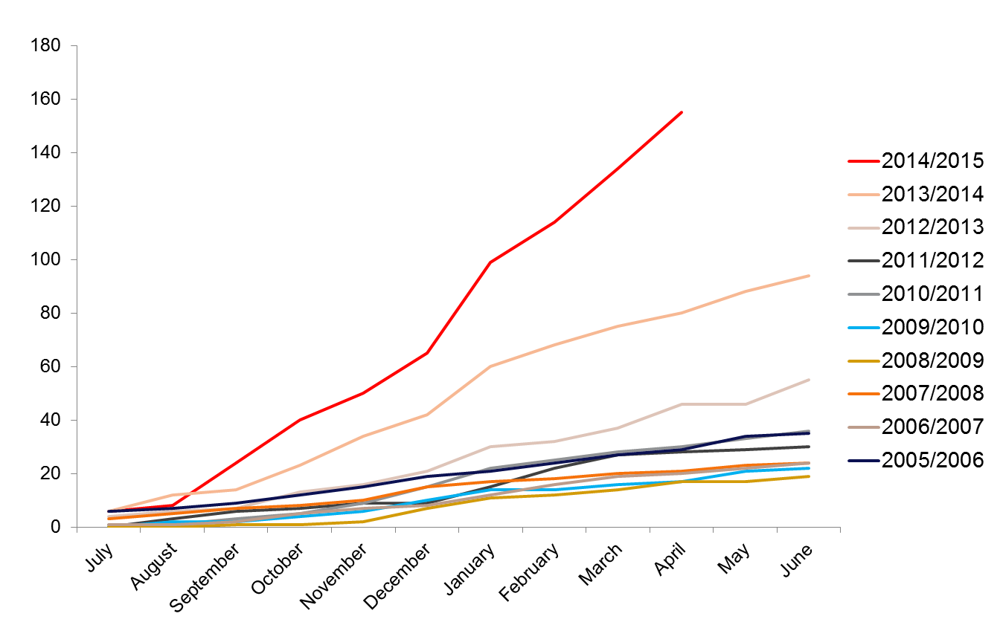 180
160
140
120
100
80
60
40
20
0
July
August
September
October
November
December
January
February
March
April
May
June
2014/2015
2013/2014
2012/2013
2011/2012
2010/2011
2009/2010
2008/2009
2007/2008
2006/2007
2005/2006